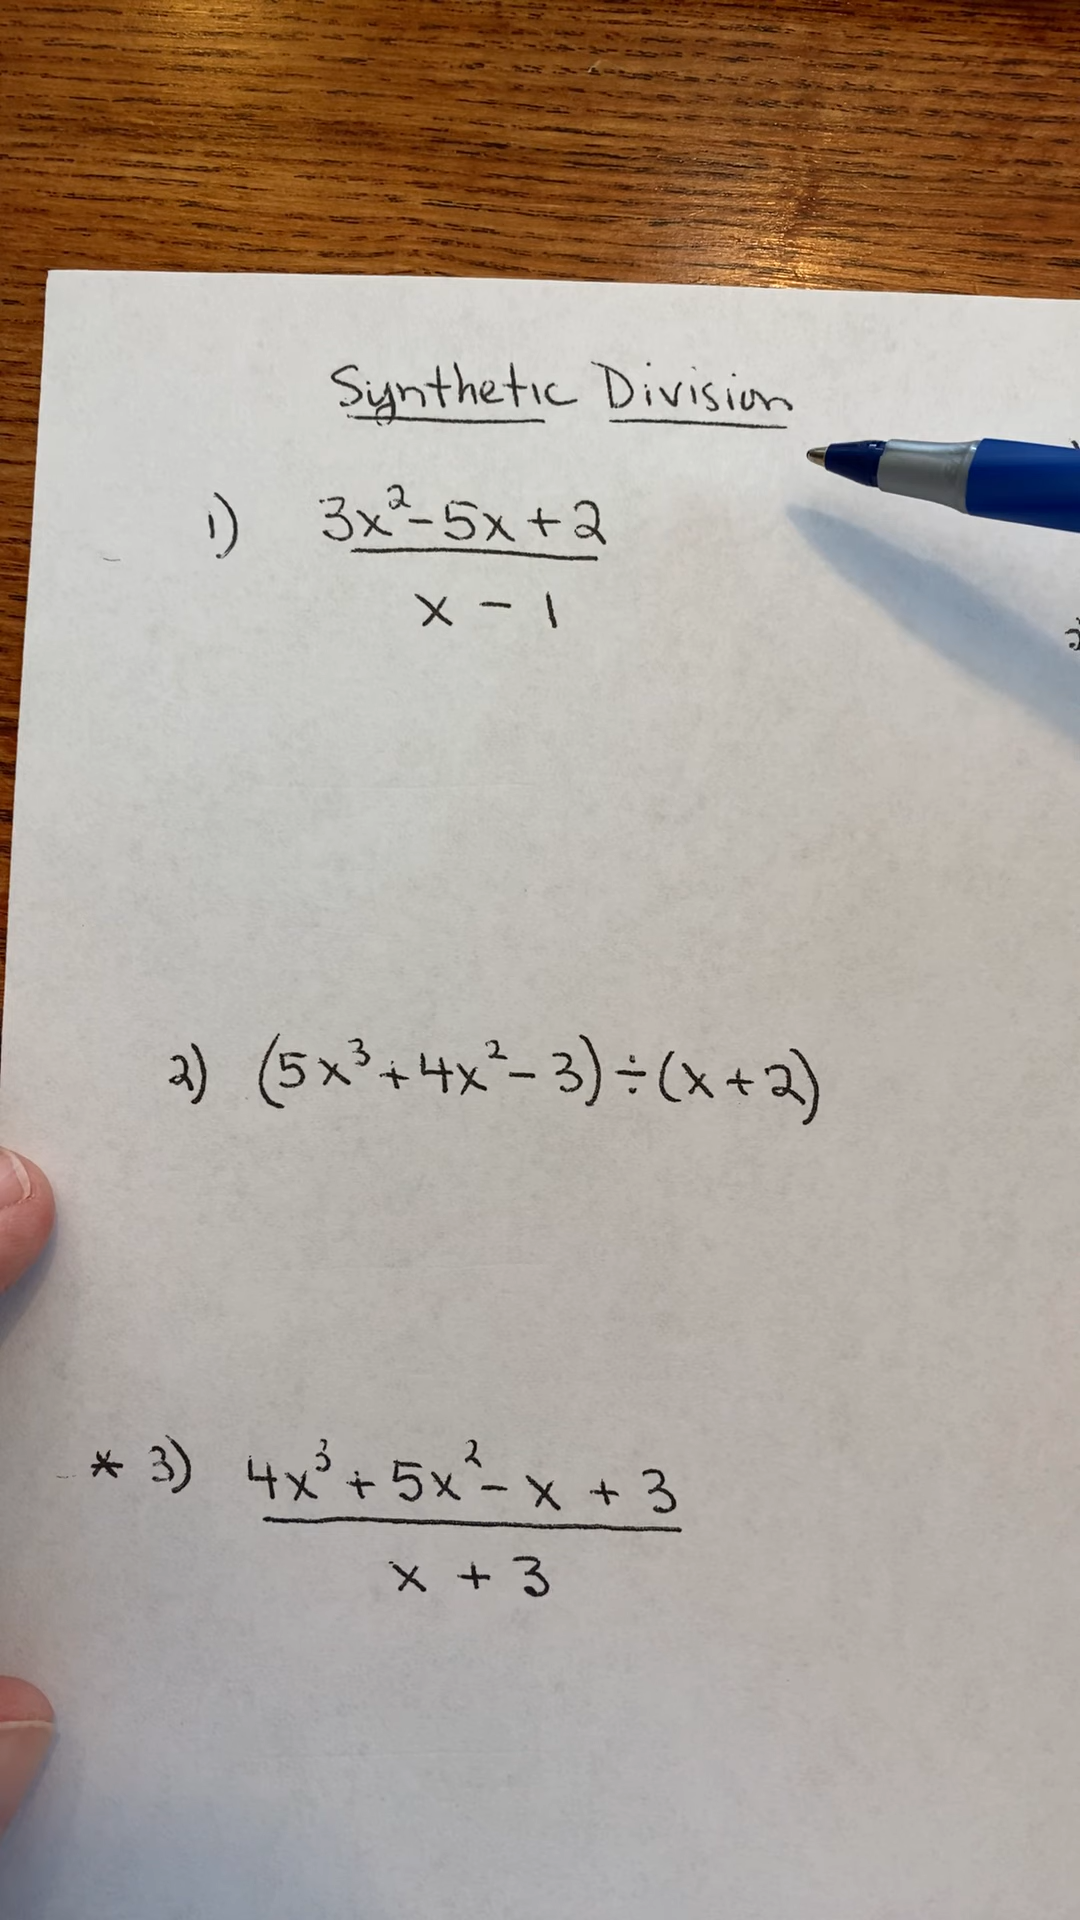 Synthetic Division
1) 3x²-5x+2
x - 1
2) (5x³+4x²-3)÷(x+2)
* 3) 4x³+5x²-x+3
x + 3